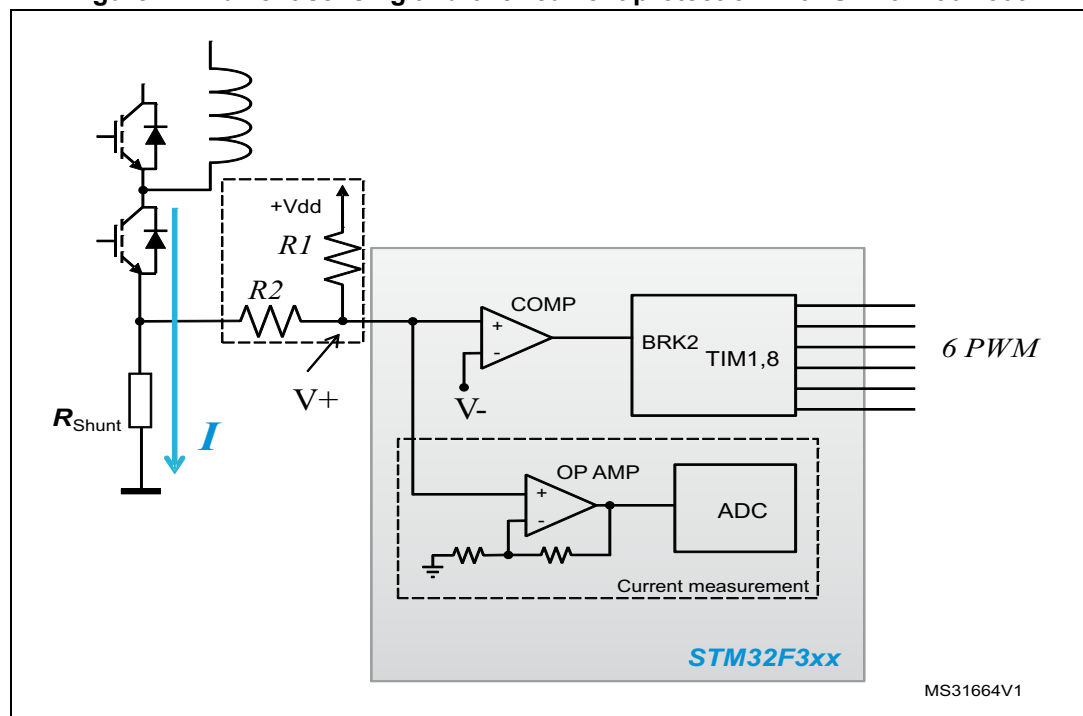 +Vdd
R1
R2
COMP
+
-
BRK2
TIM1,8
6 PWM
V+
V-
RShunt
I
OP AMP
+
-
ADC
Current measurement
STM32F3xx
MS31664V1